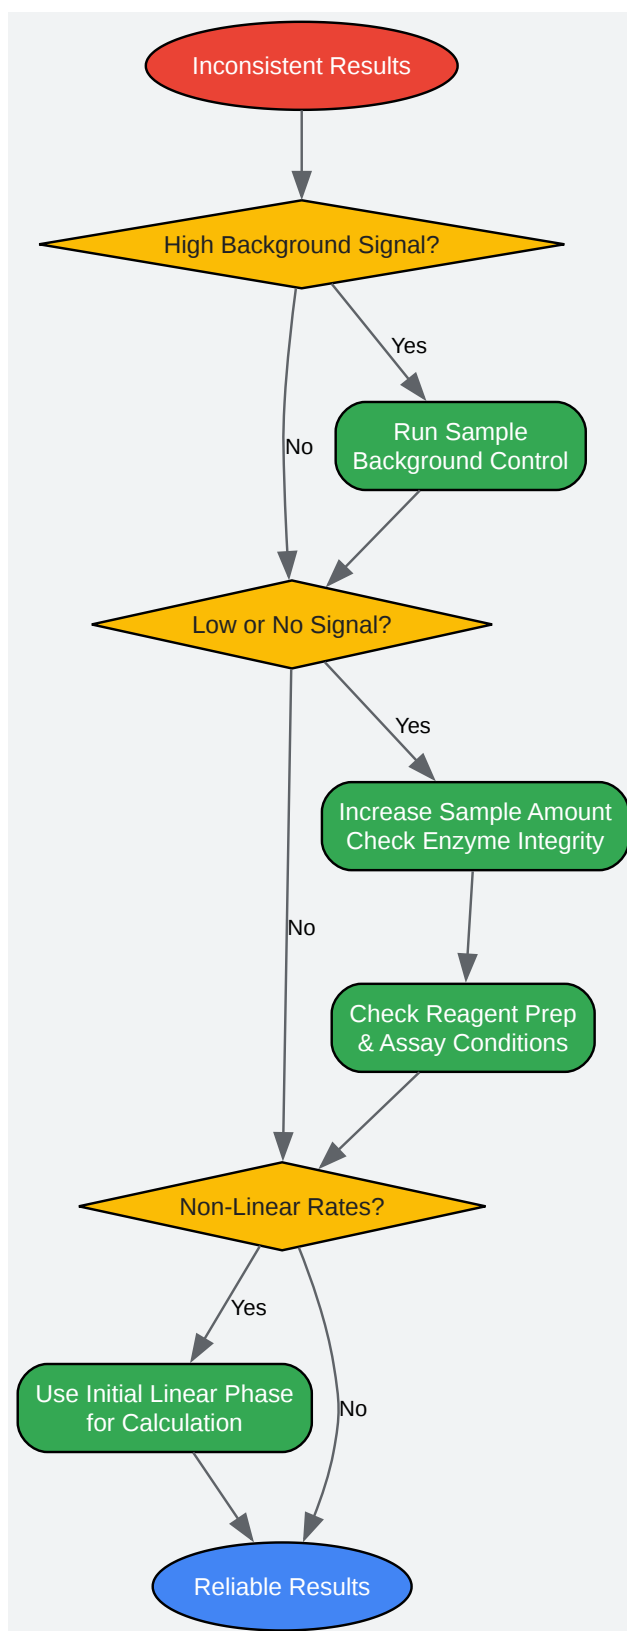 Inconsistent Results
High Background Signal?
Yes
Run Sample
Background Control
No
Low or No Signal?
Yes
Increase Sample Amount
Check Enzyme Integrity
No
Check Reagent Prep
& Assay Conditions
Non-Linear Rates?
Yes
Use Initial Linear Phase
for Calculation
No
Reliable Results